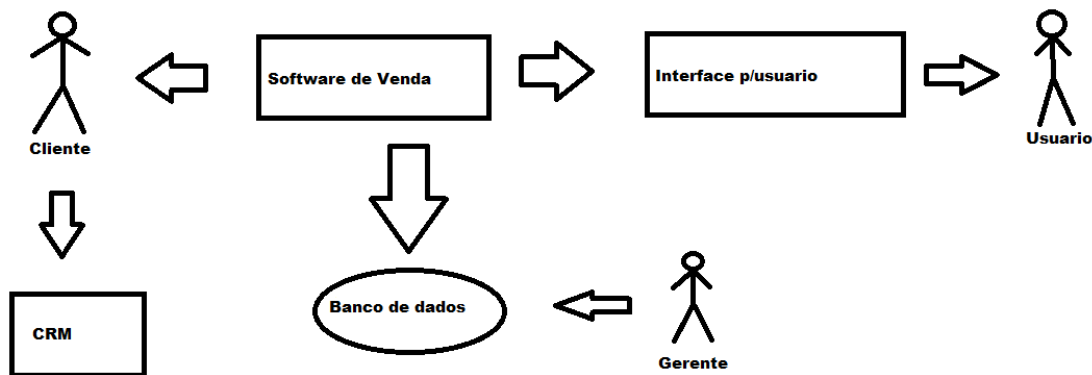 Software de Venda
Interface p/usuario
Cliente
Usuario
CRM
Banco de dados
Gerente